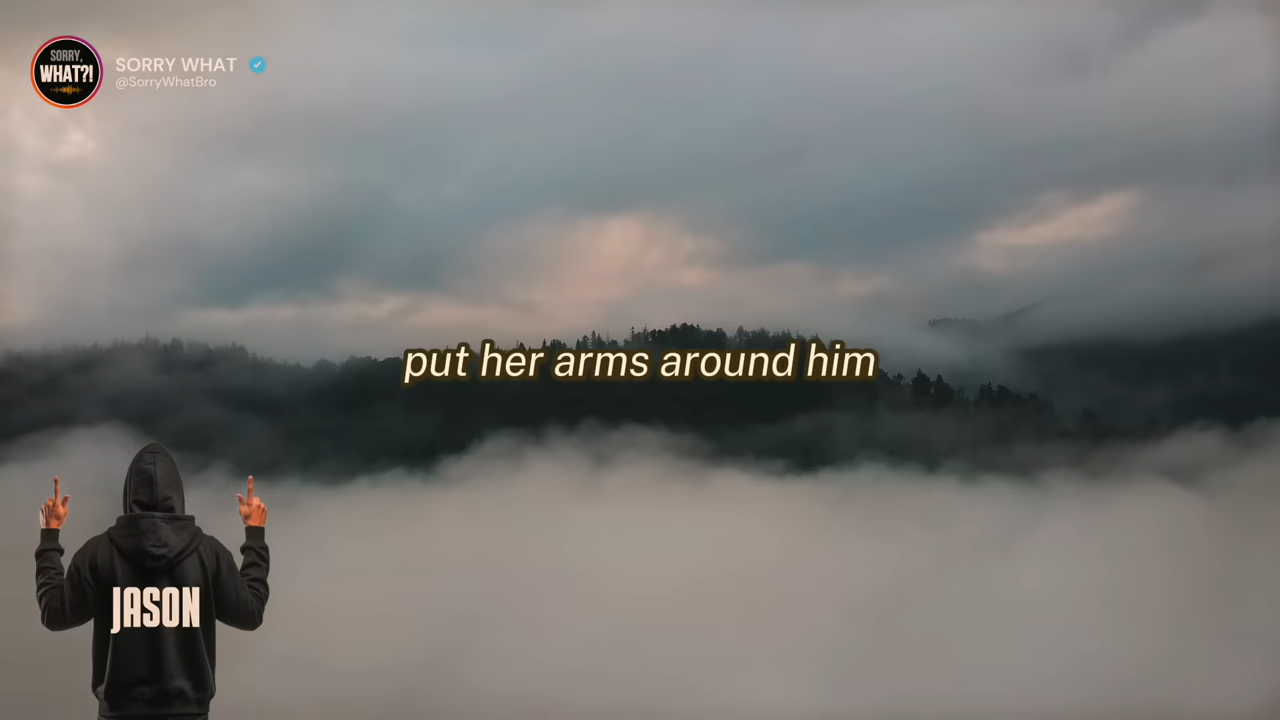 SORRY,
WHAT?!
SORRY WHAT
@SorryWhatBro
put her arms around him
JASON